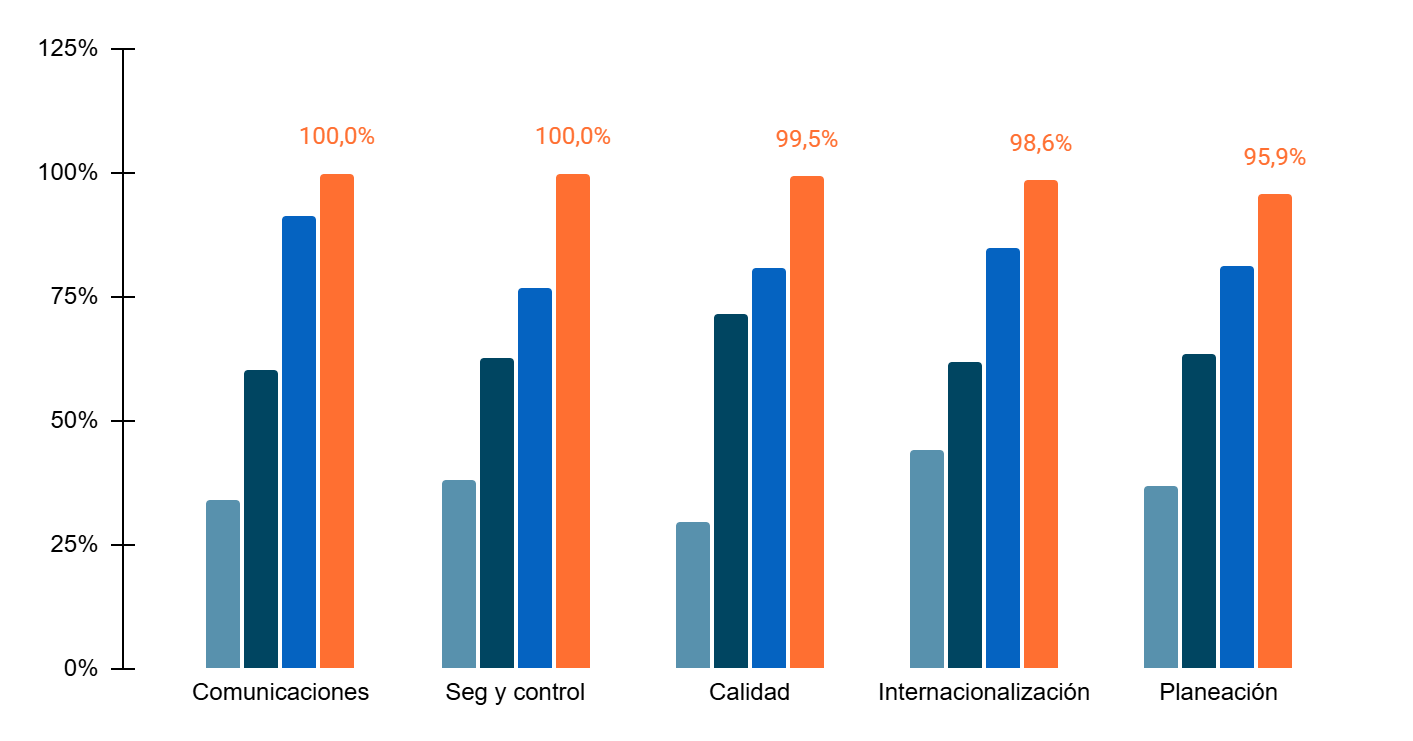 125%
100%
75%
50%
25%
0%
100,0%
100,0%
99,5%
98,6%
95,9%
Comunicaciones
Seg y control
Calidad
Internacionalización
Planeación